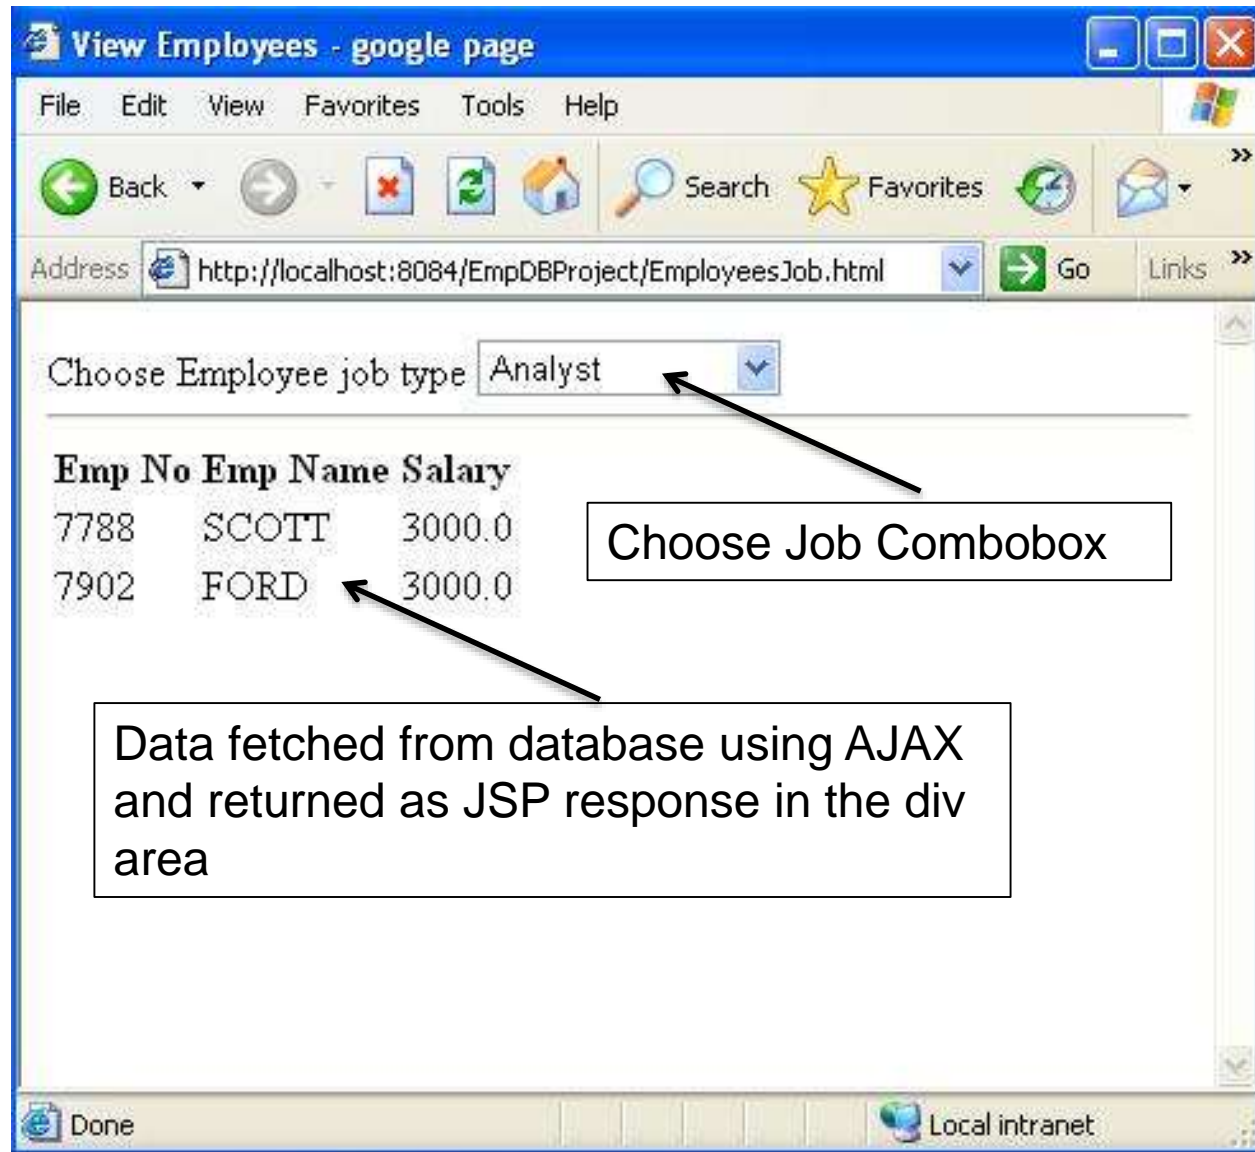 View Employees - google page
File Edit View Favorites Tools Help
Back Search Favorites »
Address http://localhost:8084/EmpDBProject/EmployeesJob.html Go Links »
Choose Employee job type Analyst
Emp No Emp Name Salary
7788 SCOTT 3000.0
7902 FORD 3000.0
Choose Job Combobox
Data fetched from database using AJAX
and returned as JSP response in the div
area
Done Local intranet